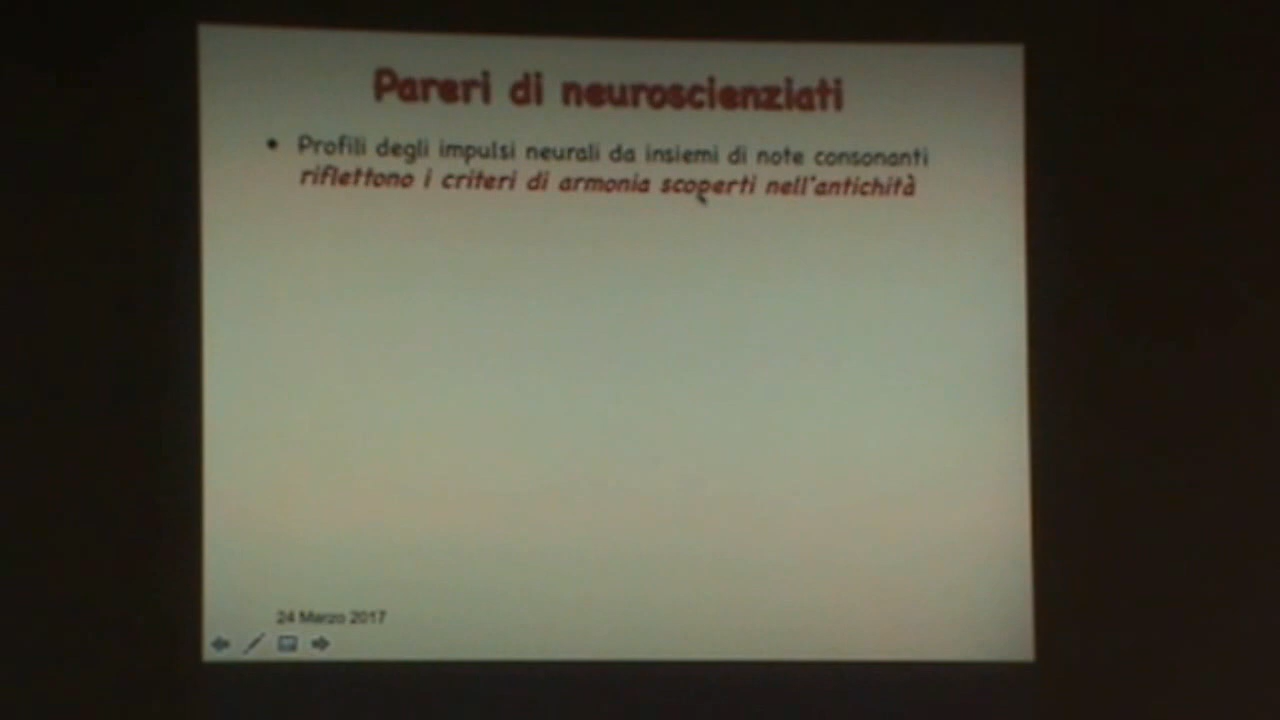 Pareri di neuroscienziati
• Profili degli impulsi neurali da insiemi di note consonanti
riflettono i criteri di armonia scoperti nell'antichità
24 Marzo 2017